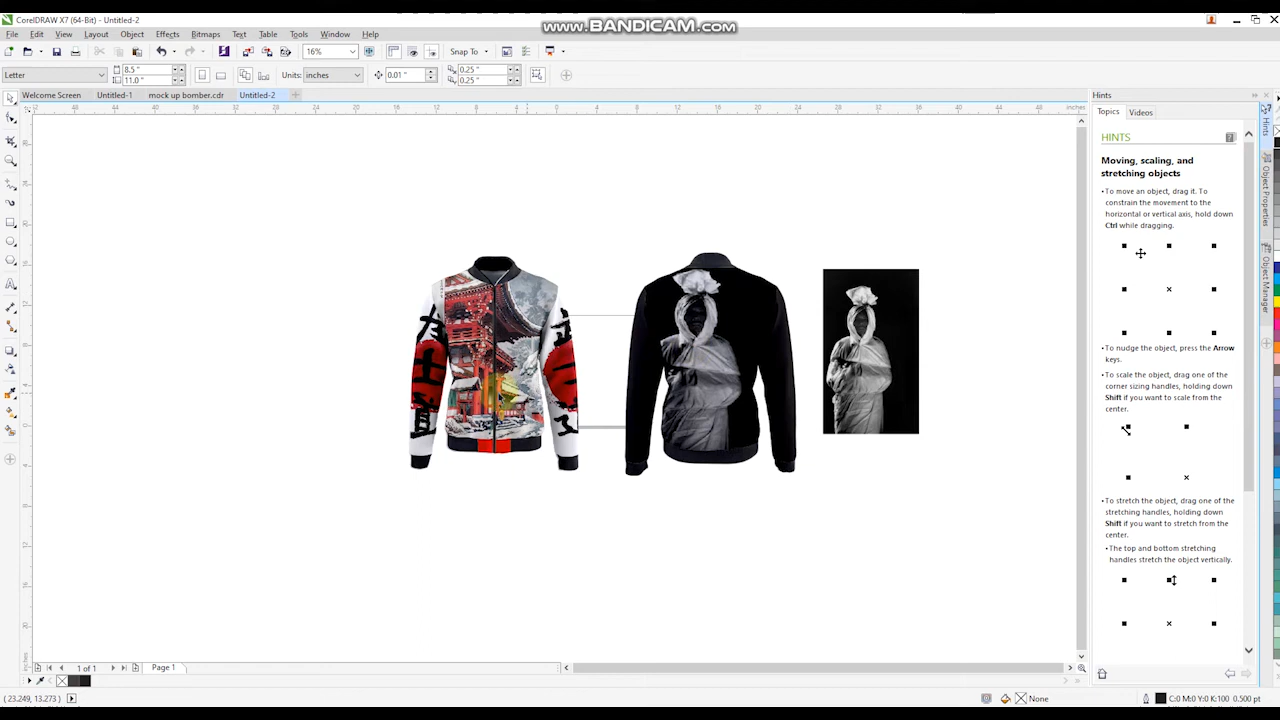 CorelDRAW X7 (64-Bit) - Untitled-2
www.BANDICAM.com
File Edit View Layout Object Effects Bitmaps Text Table Tools Window Help
16% Snap To
Letter 8.5 " 11.0 " Units: inches 0.01 " 0.25 " 0.25 "
Welcome Screen Untitled-1 mock up bomber.cdr Untitled-2
inches
Hints
Topics Videos
HINTS
Moving, scaling, and
stretching objects
•To move an object, drag it. To
constrain the movement to the
horizontal or vertical axis, hold down
Ctrl while dragging.
•To nudge the object, press the Arrow
keys.
•To scale the object, drag one of the
corner sizing handles, holding down
Shift if you want to scale from the
center.
•To stretch the object, drag one of the
stretching handles, holding down
Shift if you want to stretch from the
center.
•The top and bottom stretching
handles stretch the object vertically.
Hints
Object Properties
Object Manager
1 of 1 Page 1
(23.249, 13.273) None C:0 M:0 Y:0 K:100 0.500 pt